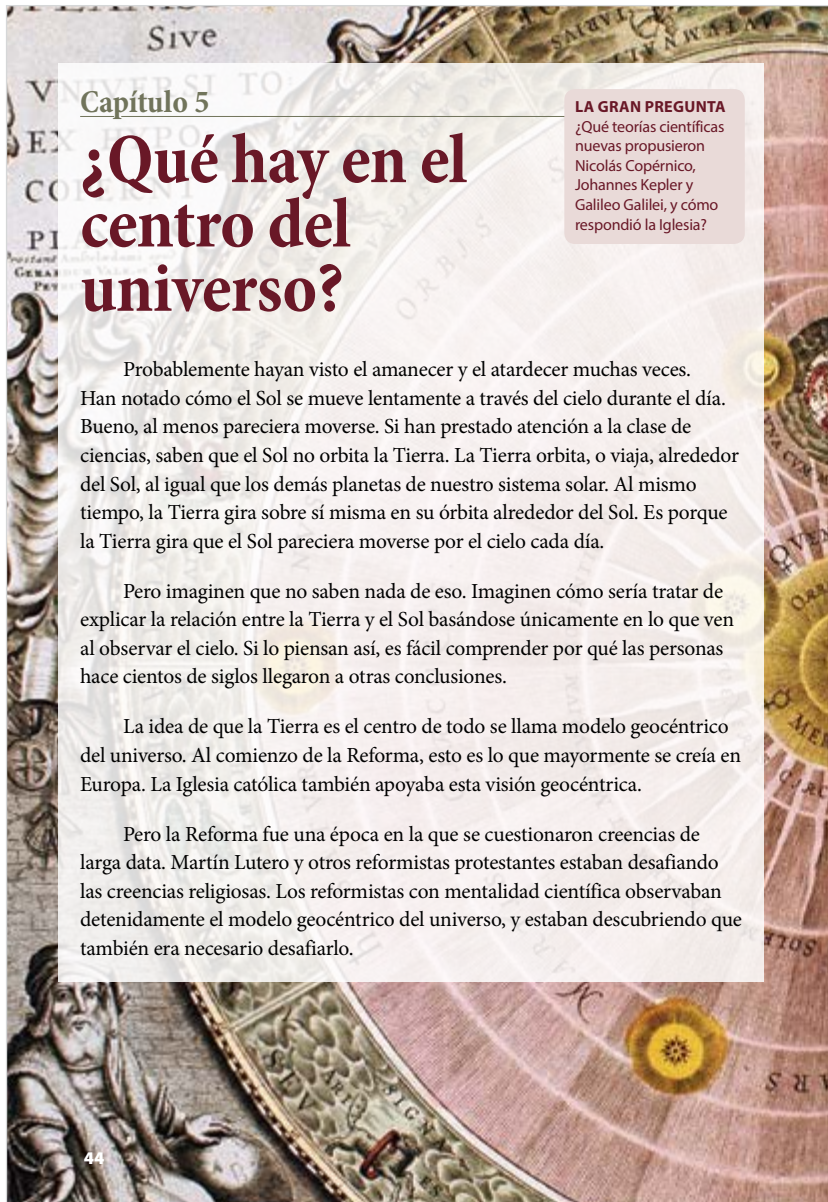 Sive
Capítulo 5
¿Qué hay en el
centro del
universo?
LA GRAN PREGUNTA
¿Qué teorías científicas
nuevas propusieron
Nicolás Copérnico,
Johannes Kepler y
Galileo Galilei, y cómo
respondió la Iglesia?
Probablemente hayan visto el amanecer y el atardecer muchas veces.
Han notado cómo el Sol se mueve lentamente a través del cielo durante el día.
Bueno, al menos pareciera moverse. Si han prestado atención a la clase de
ciencias, saben que el Sol no orbita la Tierra. La Tierra orbita, o viaja, alrededor
del Sol, al igual que los demás planetas de nuestro sistema solar. Al mismo
tiempo, la Tierra gira sobre sí misma en su órbita alrededor del Sol. Es porque
la Tierra gira que el Sol pareciera moverse por el cielo cada día.
Pero imaginen que no saben nada de eso. Imaginen cómo sería tratar de
explicar la relación entre la Tierra y el Sol basándose únicamente en lo que ven
al observar el cielo. Si lo piensan así, es fácil comprender por qué las personas
hace cientos de siglos llegaron a otras conclusiones.
La idea de que la Tierra es el centro de todo se llama modelo geocéntrico
del universo. Al comienzo de la Reforma, esto es lo que mayormente se creía en
Europa. La Iglesia católica también apoyaba esta visión geocéntrica.
Pero la Reforma fue una época en la que se cuestionaron creencias de
larga data. Martín Lutero y otros reformistas protestantes estaban desafiando
las creencias religiosas. Los reformistas con mentalidad científica observaban
detenidamente el modelo geocéntrico del universo, y estaban descubriendo que
también era necesario desafiarlo.
ORBIS
SIGNA
44